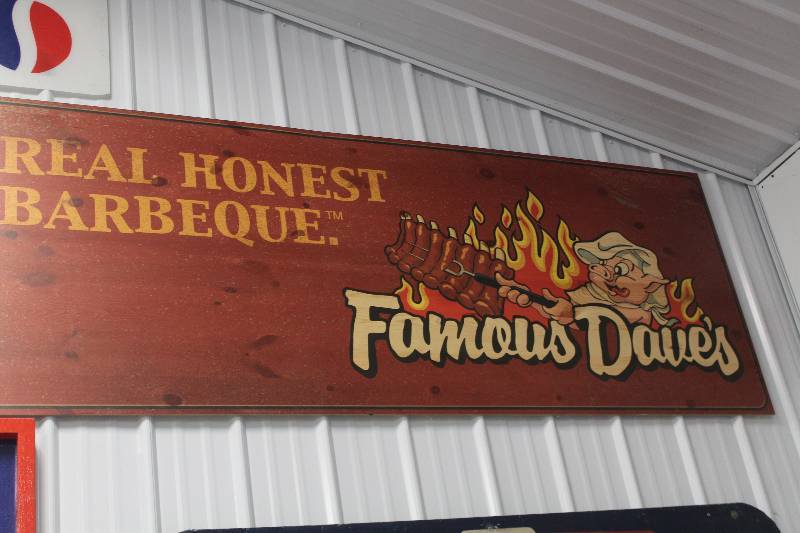 REAL HONEST
BARBEQUE.™
Famous Dave's